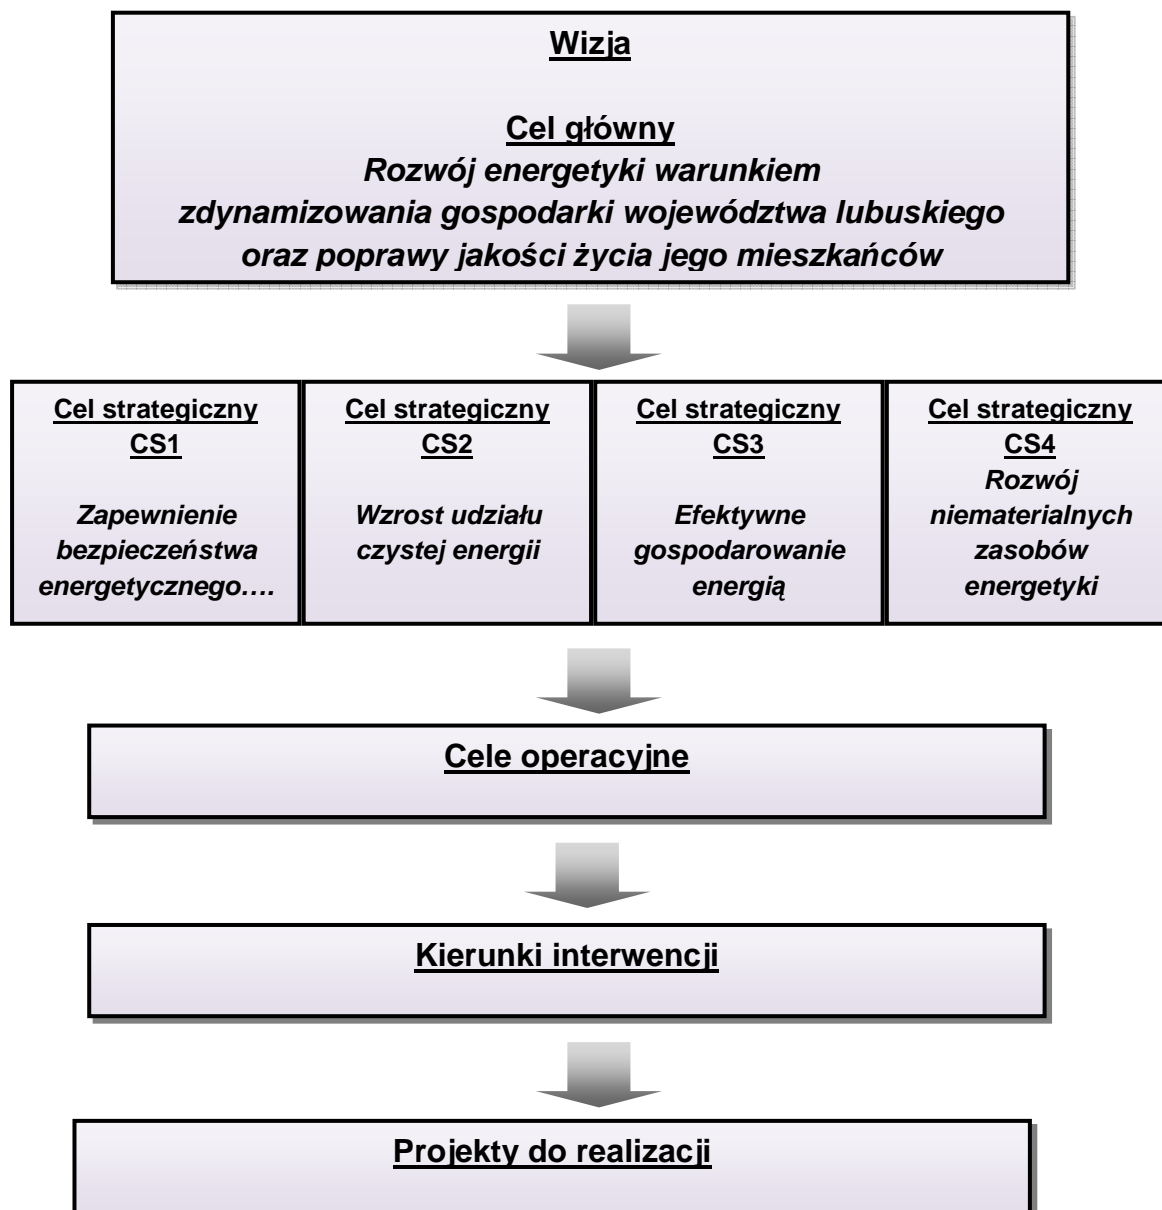 Wizja
Cel główny
Rozwój energetyki warunkiem
zdynamizowania gospodarki województwa lubuskiego
oraz poprawy jakości życia jego mieszkańców
Cel strategiczny
CS1
Zapewnienie
bezpieczeństwa
energetycznego….
Cel strategiczny
CS2
Wzrost udziału
czystej energii
Cel strategiczny
CS3
Efektywne
gospodarowanie
energią
Cel strategiczny
CS4
Rozwój
niematerialnych
zasobów
energetyki
Cele operacyjne
Kierunki interwencji
Projekty do realizacji